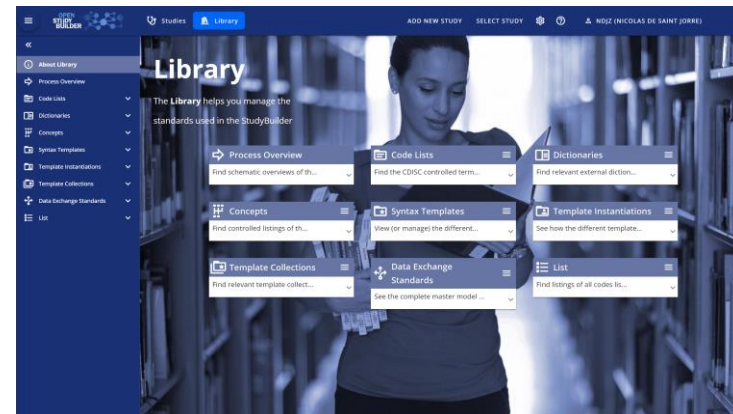 OPEN
STUDY
BUILDER
Studies
Library
ADD NEW STUDY
SELECT STUDY
NDJZ (NICOLAS DE SAINT JORRE)
About Library
Process Overview
Code Lists
Dictionaries
Concepts
Syntax Templates
Template Instantiations
Template Collections
Data Exchange Standards
List
Library
The Library helps you manage the
standards used in the StudyBuilder
Process Overview
Find schematic overviews of th...
Code Lists
Find the CDISC controlled term...
Dictionaries
Find relevant external diction...
Concepts
Find controlled listings of th...
Syntax Templates
View (or manage) the different...
Template Instantiations
See how the different template...
Template Collections
Find relevant template collect...
Data Exchange
Standards
See the complete master model ...
List
Find listings of all codes lis...